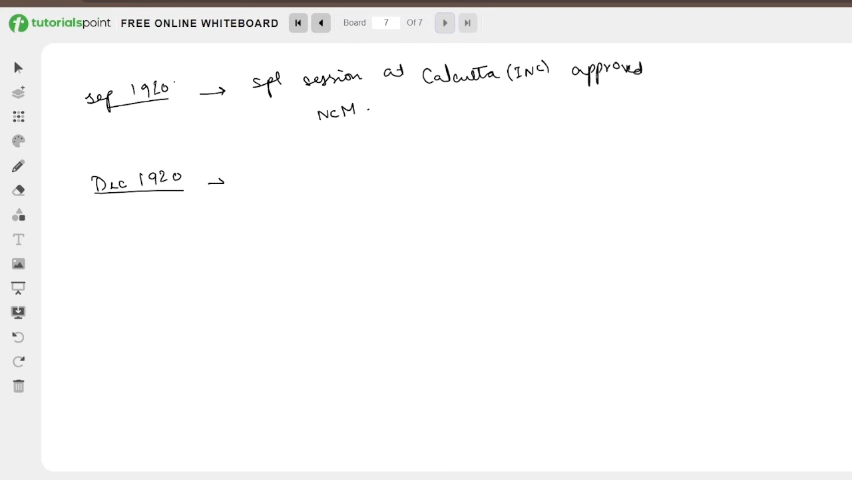 tutorialspoint FREE ONLINE WHITEBOARD Board 7 Of 7
Sep 1920 → Spl session at Calcutta (INC) approved
NCM.
Dec 1920 →